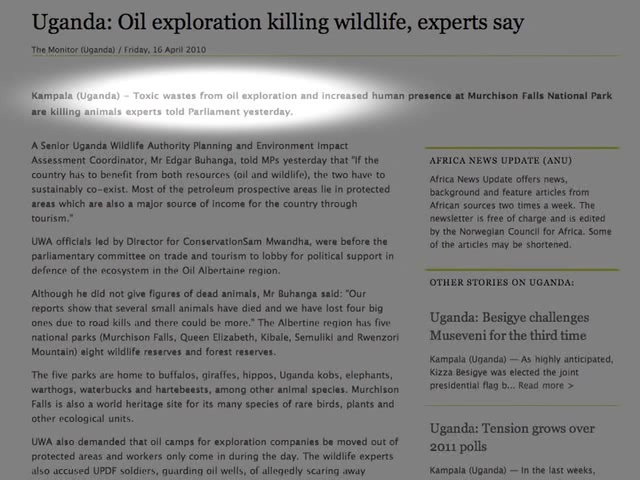 Uganda: Oil exploration killing wildlife, experts say
The Monitor (Uganda) / Friday, 16 April 2010
Kampala (Uganda) – Toxic wastes from oil exploration and increased human presence at Murchison Falls National Park
are killing animals experts told Parliament yesterday.
A Senior Uganda Wildlife Authority Planning and Environment Impact
Assessment Coordinator, Mr Edgar Buhanga, told MPs yesterday that "If the
country has to benefit from both resources (oil and wildlife), the two have to
sustainably co-exist. Most of the petroleum prospective areas lie in protected
areas which are also a major source of income for the country through
tourism."
UWA officials led by Director for ConservationSam Mwandha, were before the
parliamentary committee on trade and tourism to lobby for political support in
defence of the ecosystem in the Oil Albertaine region.
Although he did not give figures of dead animals, Mr Buhanga said: "Our
reports show that several small animals have died and we have lost four big
ones due to road kills and there could be more." The Albertine region has five
national parks (Murchison Falls, Queen Elizabeth, Kibale, Semuliki and Rwenzori
Mountain) eight wildlife reserves and forest reserves.
The five parks are home to buffalos, giraffes, hippos, Uganda kobs, elephants,
warthogs, waterbucks and hartebeests, among other animal species. Murchison
Falls is also a world heritage site for its many species of rare birds, plants and
other ecological units.
UWA also demanded that oil camps for exploration companies be moved out of
protected areas and workers only come in during the day. The wildlife experts
also accused UPDF soldiers, guarding oil wells, of allegedly scaring away
AFRICA NEWS UPDATE (ANU)
Africa News Update offers news,
background and feature articles from
African sources two times a week. The
newsletter is free of charge and is edited
by the Norwegian Council for Africa. Some
of the articles may be shortened.
OTHER STORIES ON UGANDA:
Uganda: Besigye challenges
Museveni for the third time
Kampala (Uganda) — As highly anticipated,
Kizza Besigye was elected the joint
presidential flag b... Read more >
Uganda: Tension grows over
2011 polls
Kampala (Uganda) — In the last weeks,